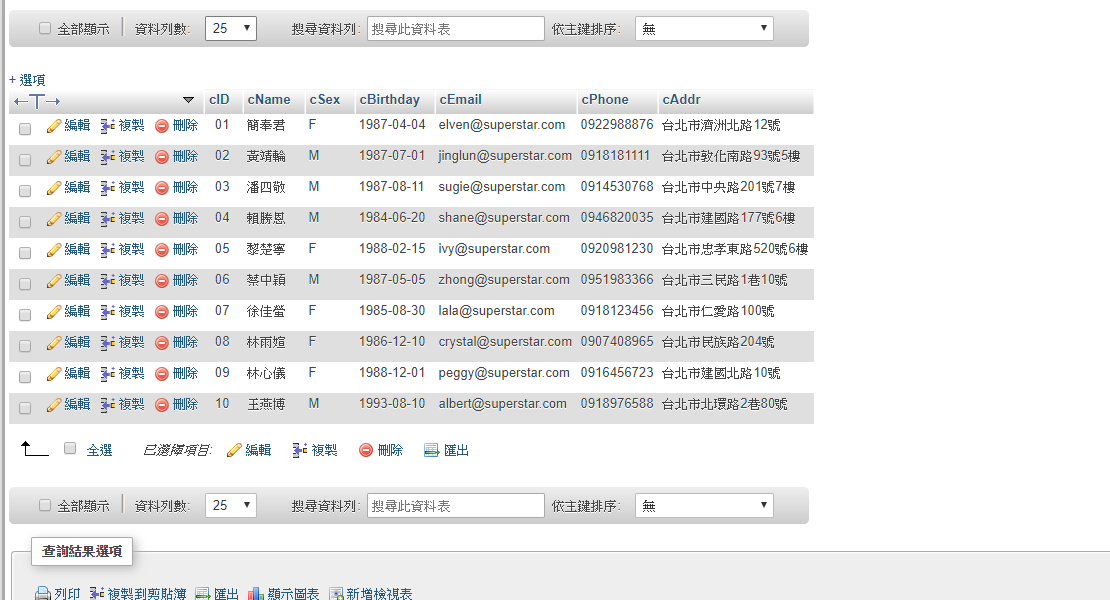 全部顯示 資料列數: 25 搜尋資料列: 搜尋此資料表 依主鍵排序: 無
+ 選項
←T→ cID cName cSex cBirthday cEmail cPhone cAddr
編輯 複製 刪除 01 簡奉君 F 1987-04-04 elven@superstar.com 0922988876 台北市濟洲北路12號
編輯 複製 刪除 02 黃靖輪 M 1987-07-01 jinglun@superstar.com 0918181111 台北市敦化南路93號5樓
編輯 複製 刪除 03 潘四敬 M 1987-08-11 sugie@superstar.com 0914530768 台北市中央路201號7樓
編輯 複製 刪除 04 賴勝恩 M 1984-06-20 shane@superstar.com 0946820035 台北市建國路177號6樓
編輯 複製 刪除 05 黎楚寧 F 1988-02-15 ivy@superstar.com 0920981230 台北市忠孝東路520號6樓
編輯 複製 刪除 06 蔡中穎 M 1987-05-05 zhong@superstar.com 0951983366 台北市三民路1巷10號
編輯 複製 刪除 07 徐佳螢 F 1985-08-30 lala@superstar.com 0918123456 台北市仁愛路100號
編輯 複製 刪除 08 林雨媗 F 1986-12-10 crystal@superstar.com 0907408965 台北市民族路204號
編輯 複製 刪除 09 林心儀 F 1988-12-01 peggy@superstar.com 0916456723 台北市建國北路10號
編輯 複製 刪除 10 王燕博 M 1993-08-10 albert@superstar.com 0918976588 台北市北環路2巷80號
全選 已選擇項目: 編輯 複製 刪除 匯出
全部顯示 資料列數: 25 搜尋資料列: 搜尋此資料表 依主鍵排序: 無
查詢結果選項
列印 複製到剪貼簿 匯出 顯示圖表 新增檢視表